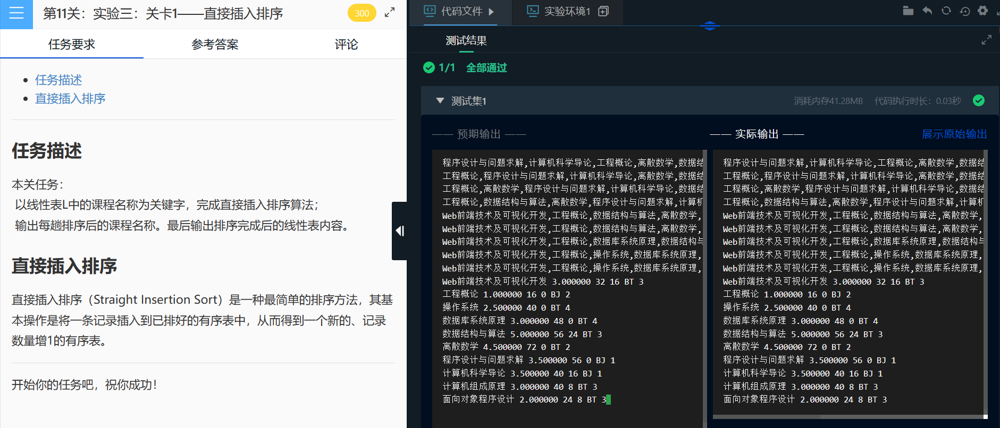 第11关：实验三：关卡1——直接插入排序
300
任务要求
参考答案
评论
任务描述
直接插入排序
任务描述
本关任务：
以线性表L中的课程名称为关键字，完成直接插入排序算法；
输出每趟排序后的课程名称。最后输出排序完成后的线性表内容。
直接插入排序
直接插入排序（Straight Insertion Sort）是一种最简单的排序方法，其基
本操作是将一条记录插入到已排好的有序表中，从而得到一个新的、记录
数量增1的有序表。
开始你的任务吧，祝你成功！
代码文件
实验环境1
测试结果
1/1 全部通过
测试集1
消耗内存41.28MB 代码执行时长：0.03秒
—— 预期输出 ——
程序设计与问题求解,计算机科学导论,工程概论,离散数学,数据结
工程概论,程序设计与问题求解,计算机科学导论,离散数学,数据结
工程概论,离散数学,程序设计与问题求解,计算机科学导论,数据结
工程概论,数据结构与算法,离散数学,程序设计与问题求解,计算机
Web前端技术及可视化开发,工程概论,数据结构与算法,离散数学,
Web前端技术及可视化开发,工程概论,数据结构与算法,离散数学,
Web前端技术及可视化开发,工程概论,数据库系统原理,数据结构与
Web前端技术及可视化开发,工程概论,操作系统,数据库系统原理,
Web前端技术及可视化开发,工程概论,操作系统,数据库系统原理,
Web前端技术及可视化开发 3.000000 32 16 BT 3
工程概论 1.000000 16 0 BJ 2
操作系统 2.500000 40 0 BT 4
数据库系统原理 3.000000 48 0 BT 4
数据结构与算法 5.000000 56 24 BT 3
离散数学 4.500000 72 0 BT 2
程序设计与问题求解 3.500000 56 0 BJ 1
计算机科学导论 3.500000 40 16 BJ 1
计算机组成原理 3.000000 40 8 BT 3
面向对象程序设计 2.000000 24 8 BT 3
—— 实际输出 ——
展示原始输出
程序设计与问题求解,计算机科学导论,工程概论,离散数学,数据结
工程概论,程序设计与问题求解,计算机科学导论,离散数学,数据结
工程概论,离散数学,程序设计与问题求解,计算机科学导论,数据结
工程概论,数据结构与算法,离散数学,程序设计与问题求解,计算机
Web前端技术及可视化开发,工程概论,数据结构与算法,离散数学,
Web前端技术及可视化开发,工程概论,数据结构与算法,离散数学,
Web前端技术及可视化开发,工程概论,数据库系统原理,数据结构与
Web前端技术及可视化开发,工程概论,操作系统,数据库系统原理,
Web前端技术及可视化开发,工程概论,操作系统,数据库系统原理,
Web前端技术及可视化开发 3.000000 32 16 BT 3
工程概论 1.000000 16 0 BJ 2
操作系统 2.500000 40 0 BT 4
数据库系统原理 3.000000 48 0 BT 4
数据结构与算法 5.000000 56 24 BT 3
离散数学 4.500000 72 0 BT 2
程序设计与问题求解 3.500000 56 0 BJ 1
计算机科学导论 3.500000 40 16 BJ 1
计算机组成原理 3.000000 40 8 BT 3
面向对象程序设计 2.000000 24 8 BT 3